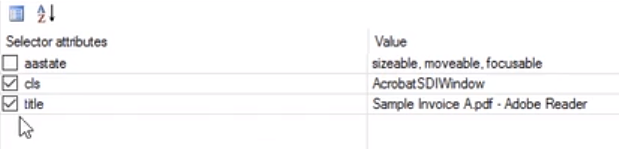 Selector attributes Value
aastate sizeable, moveable, focusable
cls AcrobatSDIWindow
title Sample Invoice A.pdf - Adobe Reader